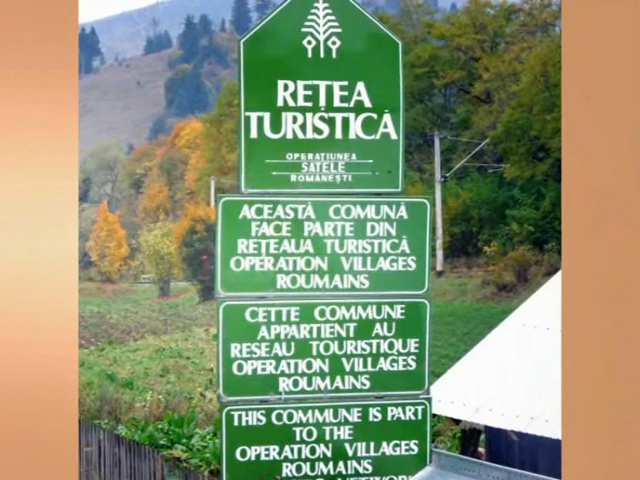 REȚEA
TURISTICĂ
OPERAȚIUNEA
SATELE
ROMÂNEȘTI
ACEASTĂ COMUNĂ
FACE PARTE DIN
REȚEAUA TURISTICĂ
OPERATION VILLAGES
ROUMAINS
CETTE COMMUNE
APPARTIENT AU
RESEAU TOURISTIQUE
OPERATION VILLAGES
ROUMAINS
THIS COMMUNE IS PART
TO THE
OPERATION VILLAGES
ROUMAINS
NETWORK